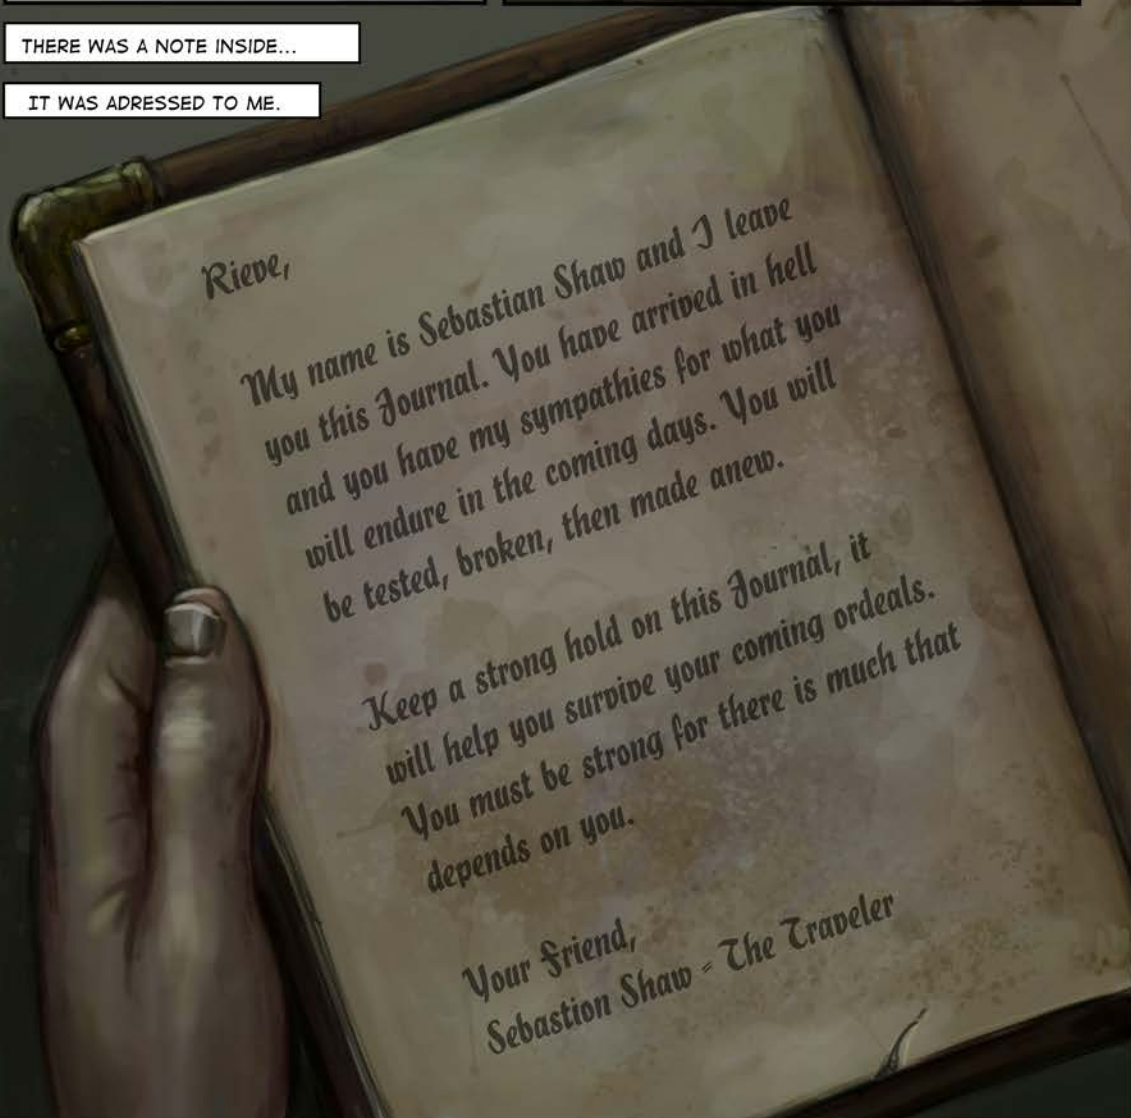 THERE WAS A NOTE INSIDE...
IT WAS ADRESSED TO ME.
Rieve,
My name is Sebastian Shaw and I leave
you this Journal. You have arrived in hell
and you have my sympathies for what you
will endure in the coming days. You will
be tested, broken, then made anew.
Keep a strong hold on this Journal, it
will help you survive your coming ordeals.
You must be strong for there is much that
depends on you.
Your Friend,
Sebastion Shaw - The Traveler